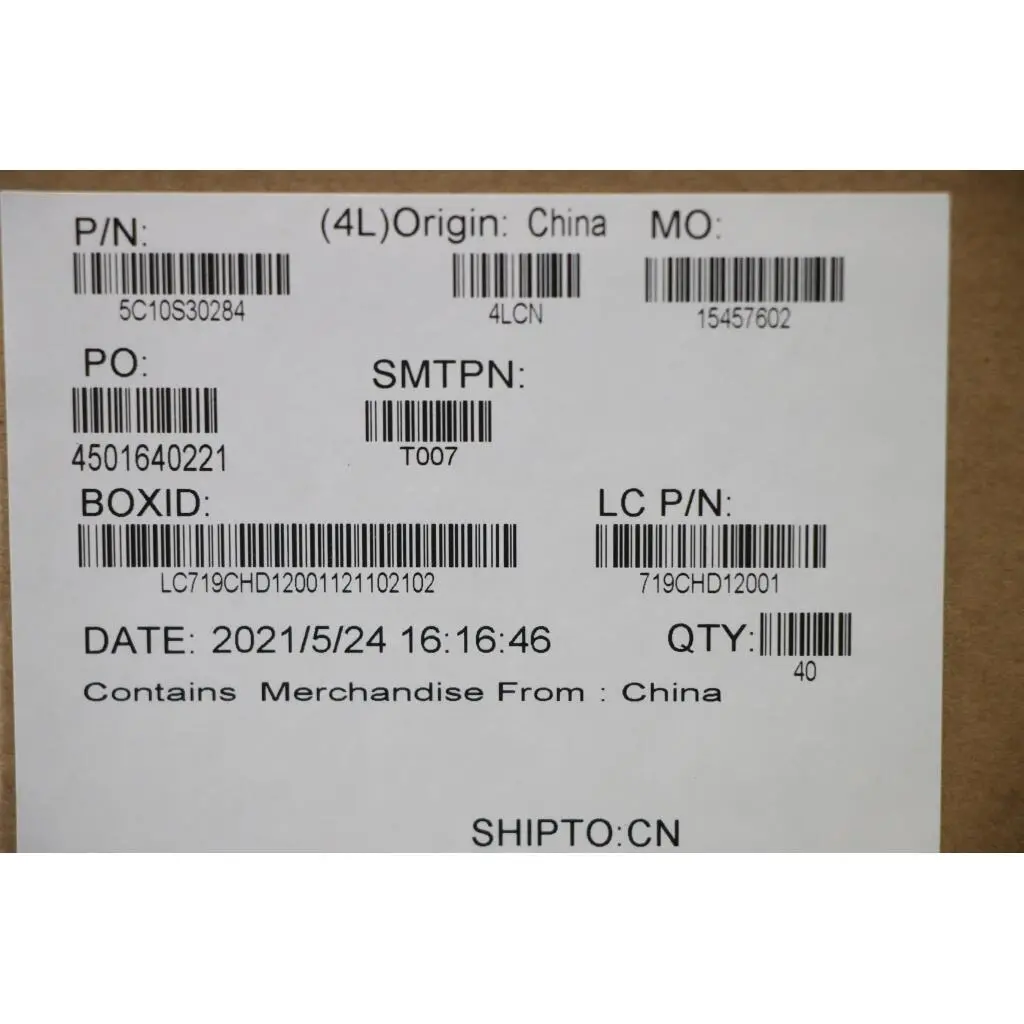 P/N: (4L)Origin: China MO:
5C10S30284 4LCN 15457602
PO: SMTPN:
4501640221 T007
BOXID: LC P/N:
LC719CHD12001121102102 719CHD12001
DATE: 2021/5/24 16:16:46 QTY:
40
Contains Merchandise From : China
SHIPTO:CN